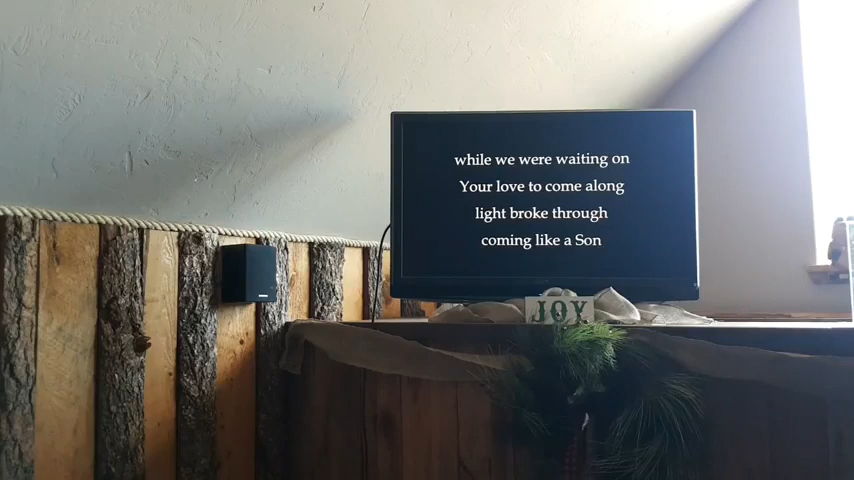 while we were waiting on
Your love to come along
light broke through
coming like a Son
JOY